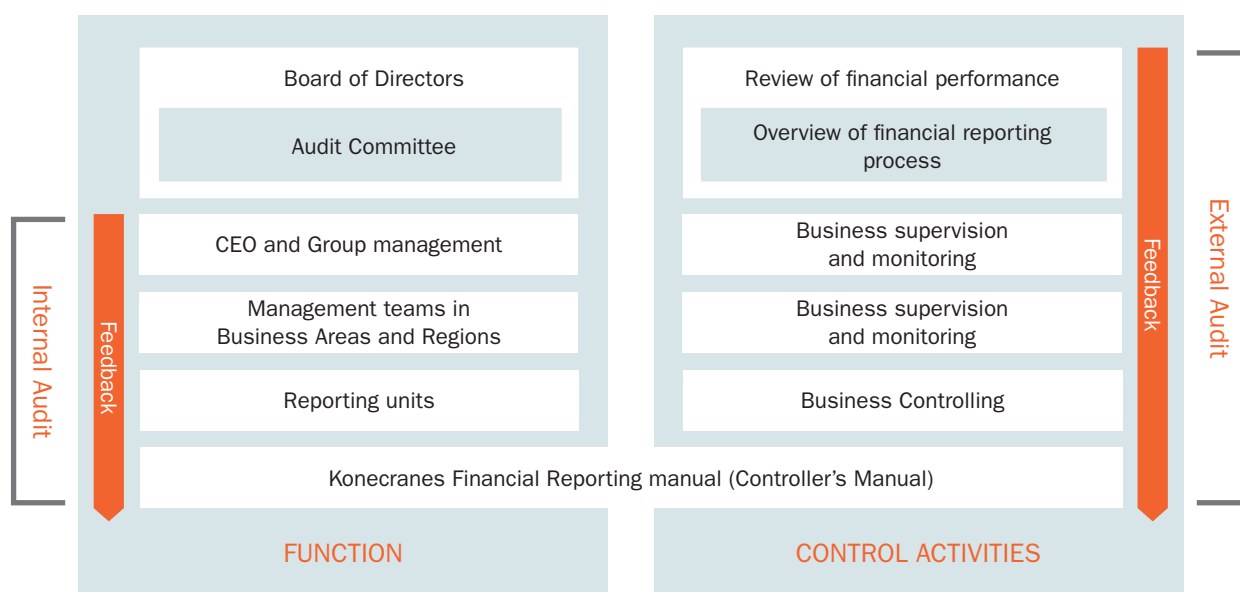 Board of Directors
Audit Committee
CEO and Group management
Management teams in
Business Areas and Regions
Reporting units
Internal Audit
Feedback
Review of financial performance
Overview of financial reporting
process
Business supervision
and monitoring
Business supervision
and monitoring
Business Controlling
Feedback
External Audit
Konecranes Financial Reporting manual (Controller’s Manual)
FUNCTION
CONTROL ACTIVITIES